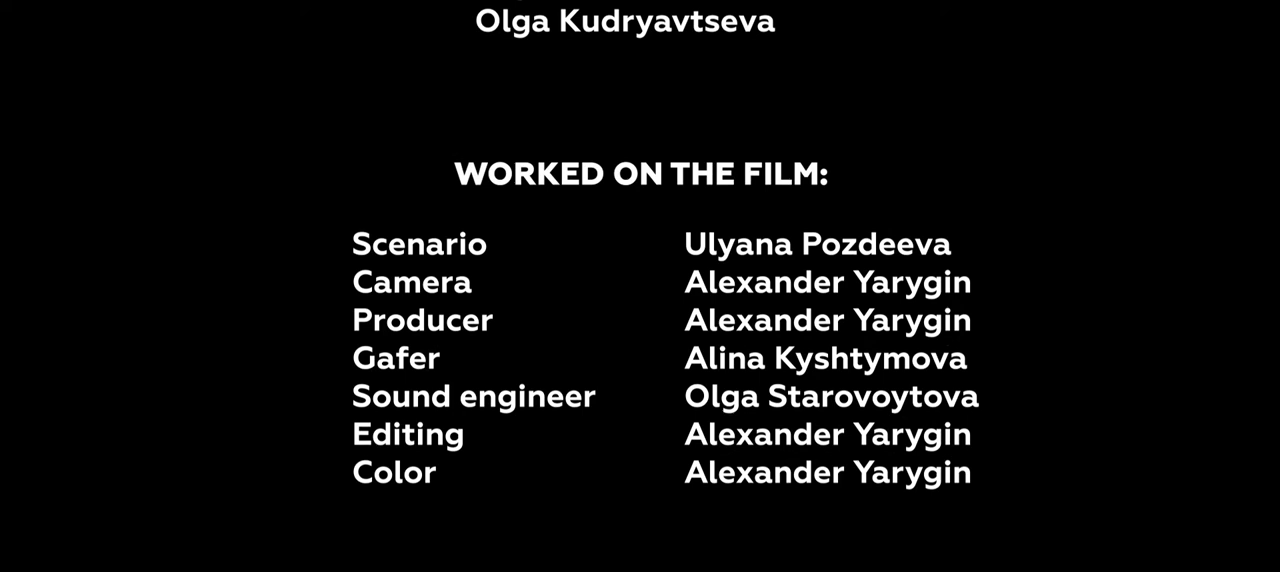 Olga Kudryavtseva
WORKED ON THE FILM:
Scenario Ulyana Pozdeeva
Camera Alexander Yarygin
Producer Alexander Yarygin
Gafer Alina Kyshtymova
Sound engineer Olga Starovoytova
Editing Alexander Yarygin
Color Alexander Yarygin